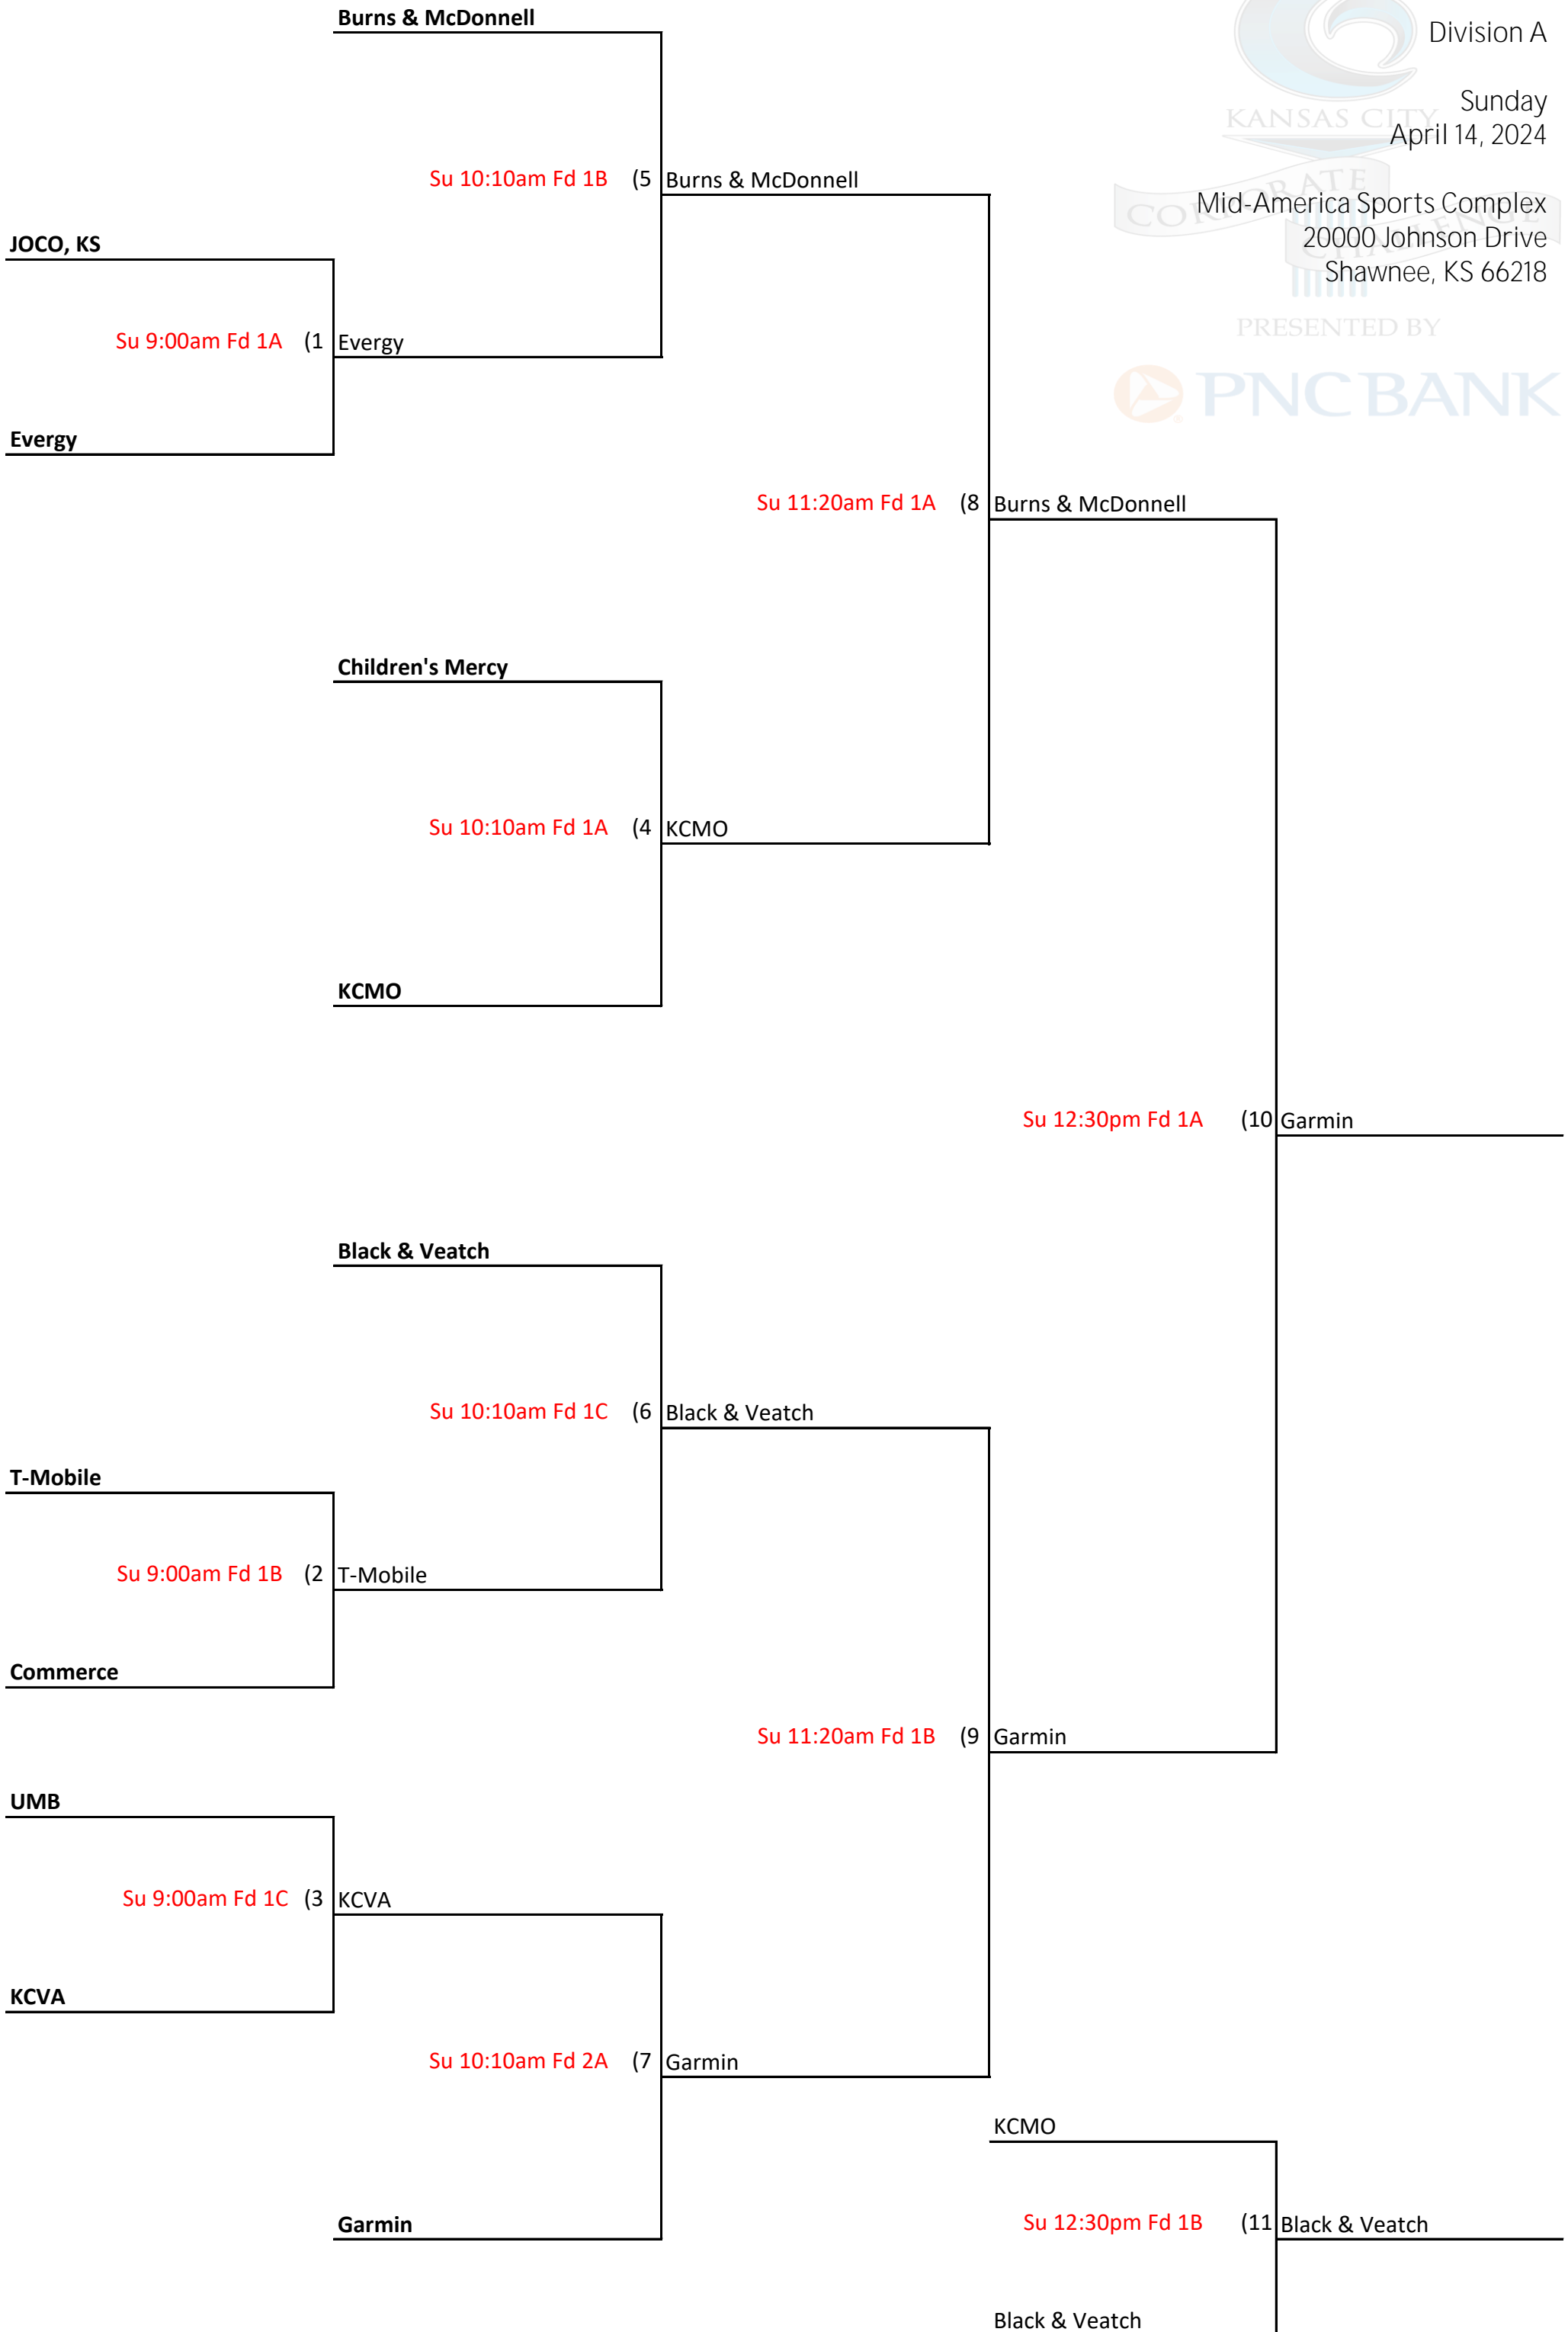 Burns & McDonnell
Division A
Sunday
KANSAS CITY
April 14, 2024
Su 10:10am Fd 1B (5 Burns & McDonnell
CORPORATE
Mid-America Sports Complex
CHALLENGE
20000 Johnson Drive
JOCO, KS
Shawnee, KS 66218
PRESENTED BY
Su 9:00am Fd 1A (1 Evergy
PNC BANK
Evergy
Su 11:20am Fd 1A (8 Burns & McDonnell
Children's Mercy
Su 10:10am Fd 1A (4 KCMO
KCMO
Su 12:30pm Fd 1A (10 Garmin
Black & Veatch
Su 10:10am Fd 1C (6 Black & Veatch
T-Mobile
Su 9:00am Fd 1B (2 T-Mobile
Commerce
Su 11:20am Fd 1B (9 Garmin
UMB
Su 9:00am Fd 1C (3 KCVA
KCVA
Su 10:10am Fd 2A (7 Garmin
KCMO
Garmin
Su 12:30pm Fd 1B (11 Black & Veatch
Black & Veatch